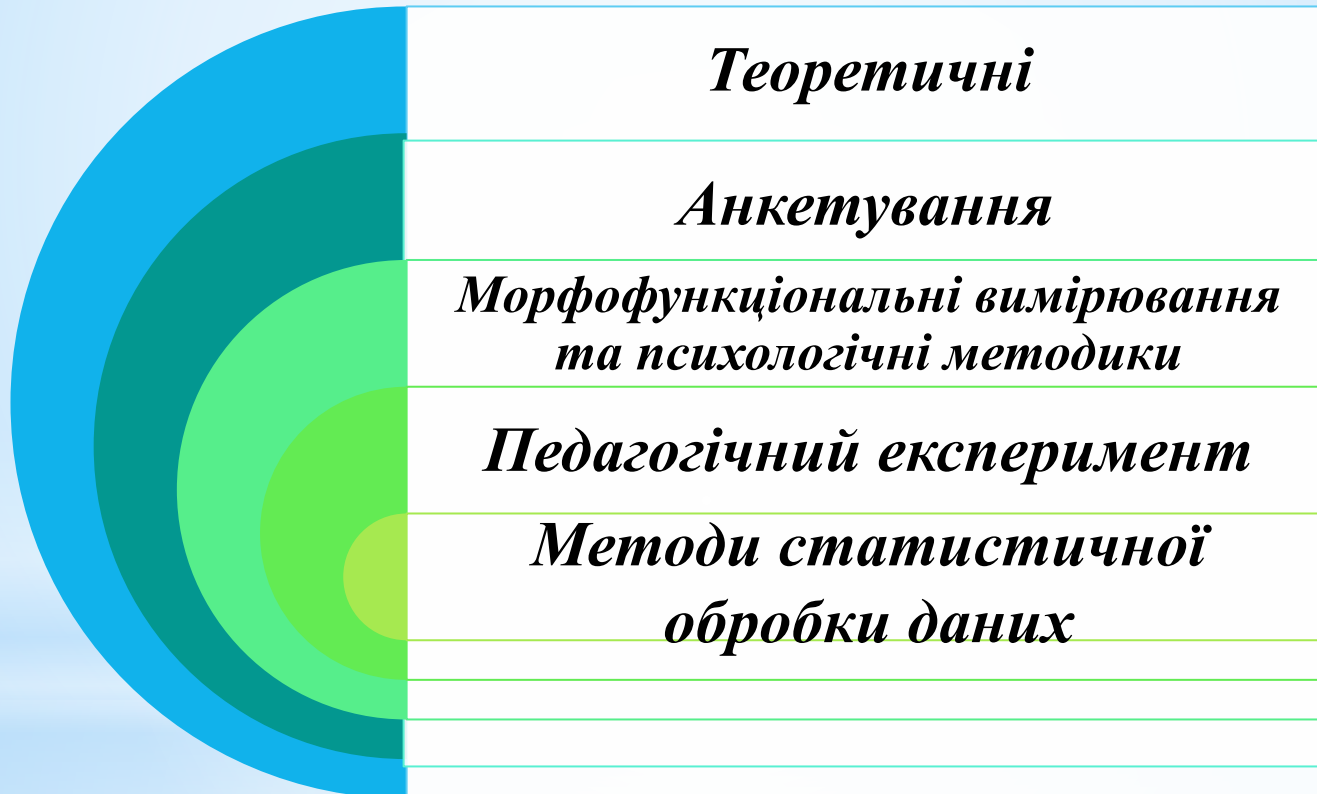 Теоретичні
Анкетування
Морфофункціональні вимірювання
та психологічні методики
Педагогічний експеримент
Методи статистичної
обробки даних